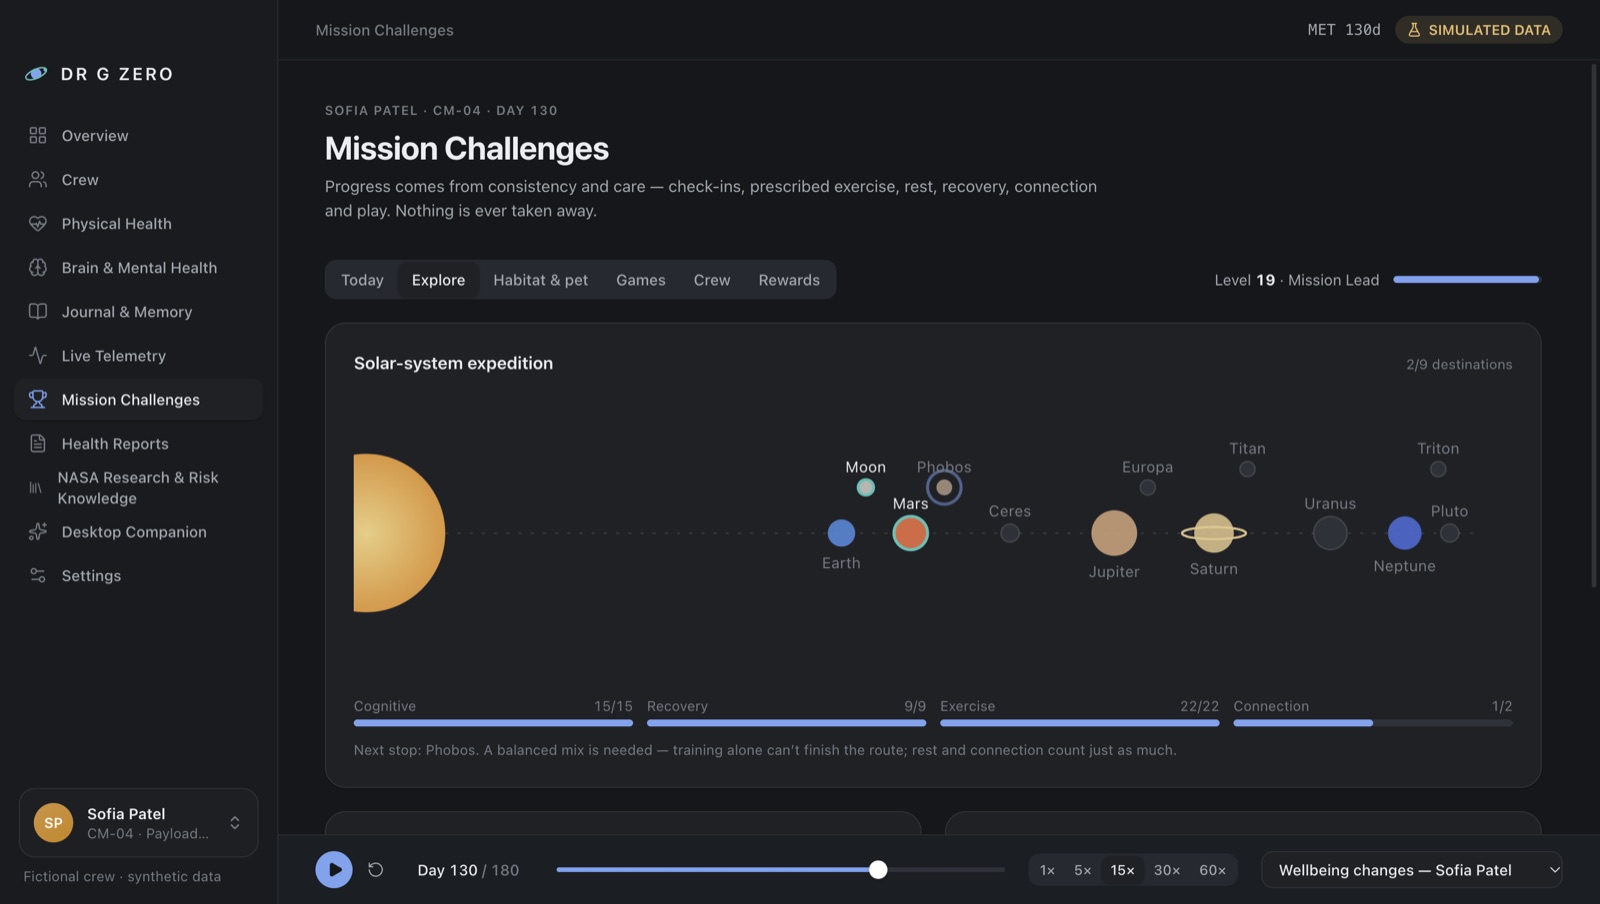 DR G ZERO
Overview
Crew
Physical Health
Brain & Mental Health
Journal & Memory
Live Telemetry
Mission Challenges
Health Reports
NASA Research & Risk
Knowledge
Desktop Companion
Settings
SP
Sofia Patel
CM-04 · Payload...
Fictional crew · synthetic data
Mission Challenges
MET 130d
SIMULATED DATA
SOFIA PATEL · CM-04 · DAY 130
Mission Challenges
Progress comes from consistency and care — check-ins, prescribed exercise, rest, recovery, connection
and play. Nothing is ever taken away.
Today Explore Habitat & pet Games Crew Rewards
Level 19 · Mission Lead
Solar-system expedition
2/9 destinations
Titan Triton
Moon Phobos Europa
Mars Ceres Uranus Pluto
Earth Jupiter Saturn Neptune
Cognitive 15/15 Recovery 9/9 Exercise 22/22 Connection 1/2
Next stop: Phobos. A balanced mix is needed — training alone can't finish the route; rest and connection count just as much.
Day 130 / 180
1× 5× 15× 30× 60×
Wellbeing changes — Sofia Patel